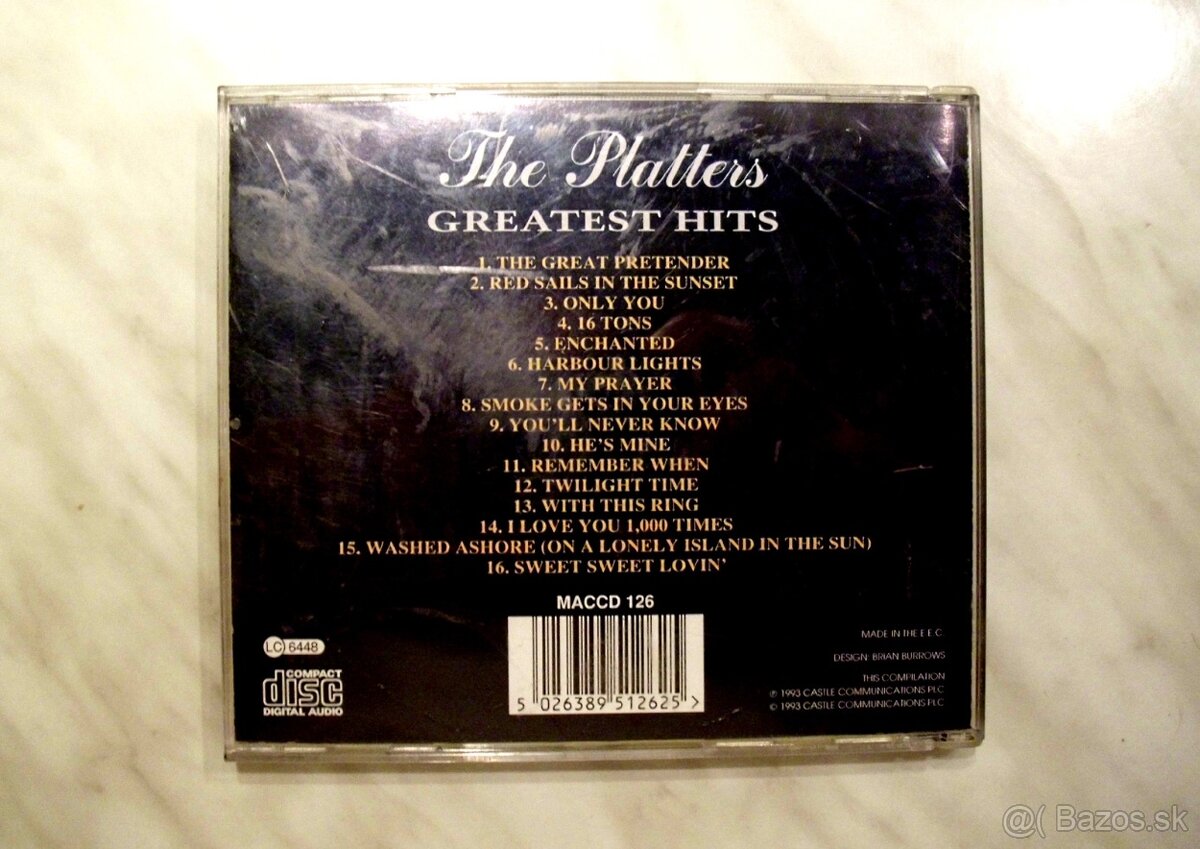 The Platters
GREATEST HITS
1. THE GREAT PRETENDER
2. RED SAILS IN THE SUNSET
3. ONLY YOU
4. 16 TONS
5. ENCHANTED
6. HARBOUR LIGHTS
7. MY PRAYER
8. SMOKE GETS IN YOUR EYES
9. YOU'LL NEVER KNOW
10. HE'S MINE
11. REMEMBER WHEN
12. TWILIGHT TIME
13. WITH THIS RING
14. I LOVE YOU 1,000 TIMES
15. WASHED ASHORE (ON A LONELY ISLAND IN THE SUN)
16. SWEET SWEET LOVIN'
MACCD 126
LC 6448
COMPACT
disc
DIGITAL AUDIO
5 026389 512625 >
MADE IN THE E.E.C.
DESIGN: BRIAN BURROWS
THIS COMPILATION
℗ 1993 CASTLE COMMUNICATIONS PLC
© 1993 CASTLE COMMUNICATIONS PLC
@( Bazos.sk